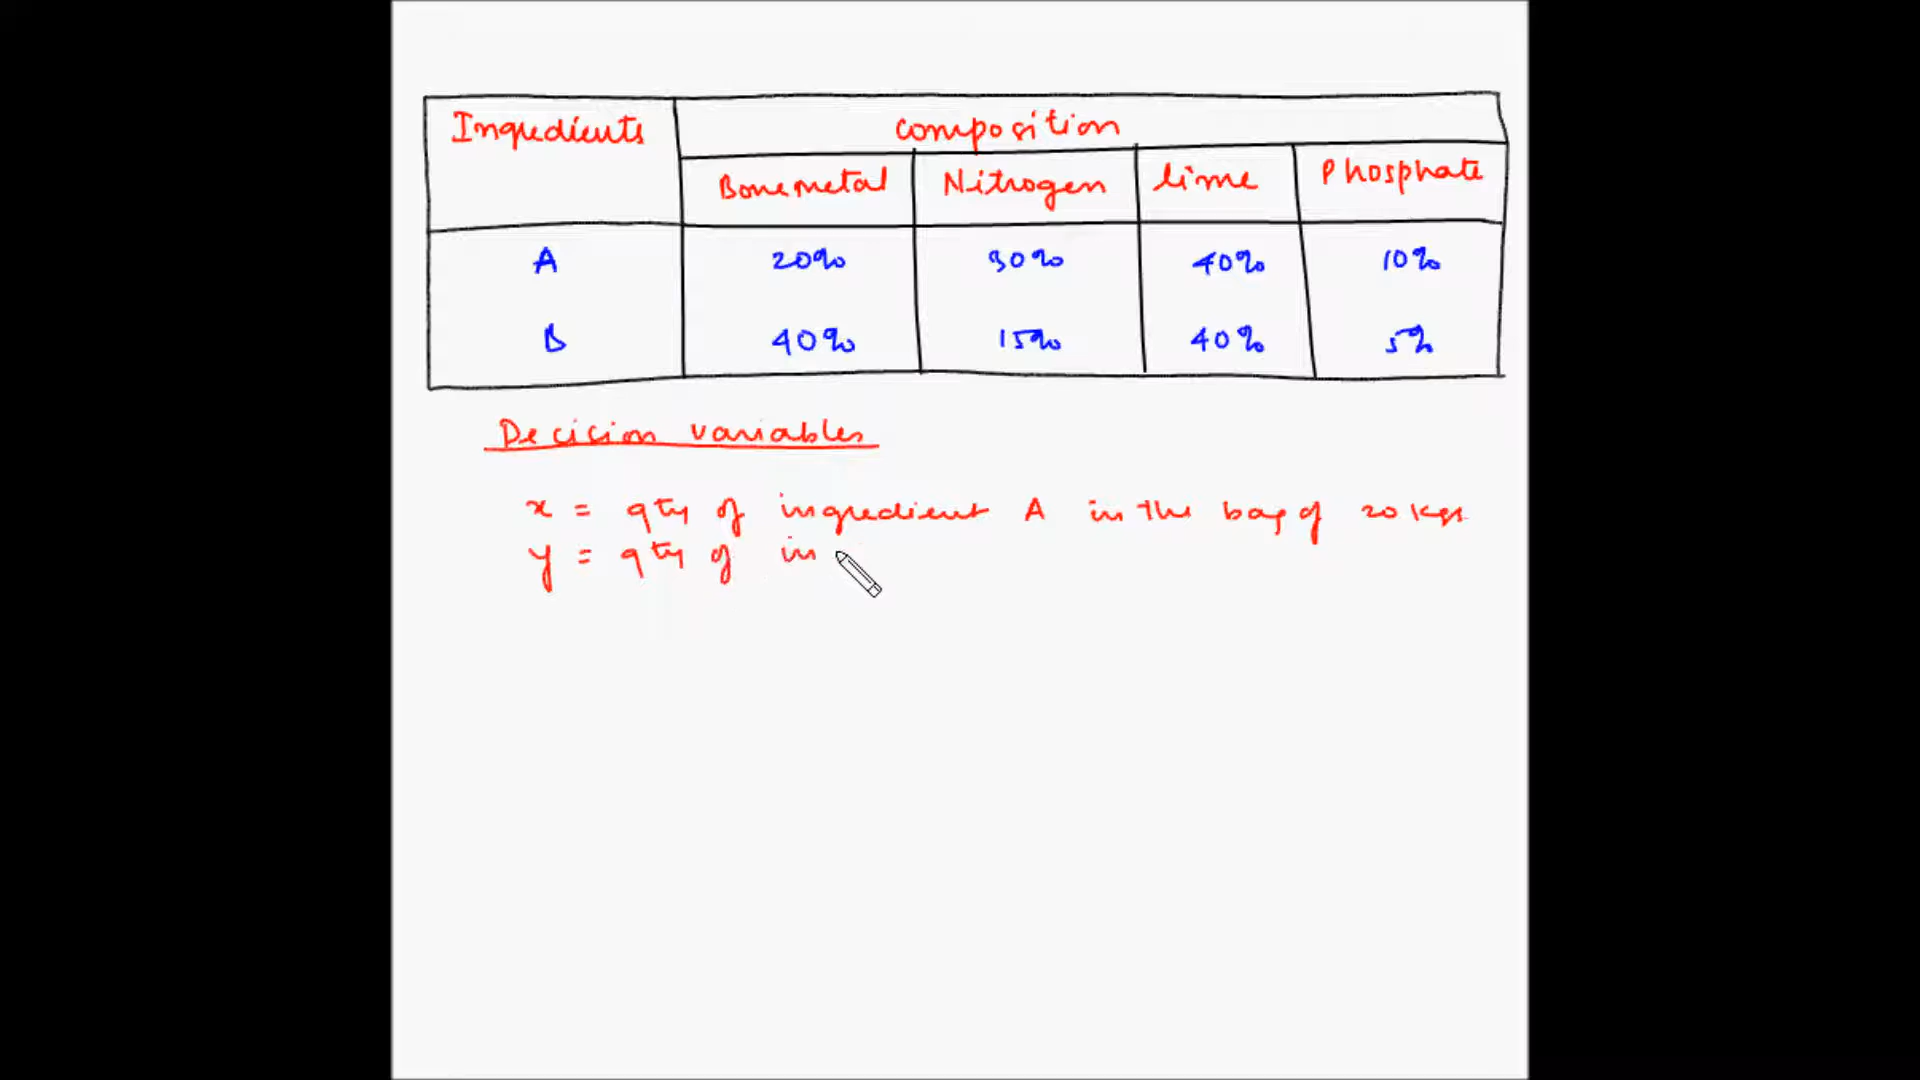 Ingredients composition
Bonemetal Nitrogen lime Phosphate
A 20% 30% 40% 10%
B 40% 15% 40% 5%
Decision variables
x = qty of ingredient A in the bag of 20 kgs.
y = qty of in